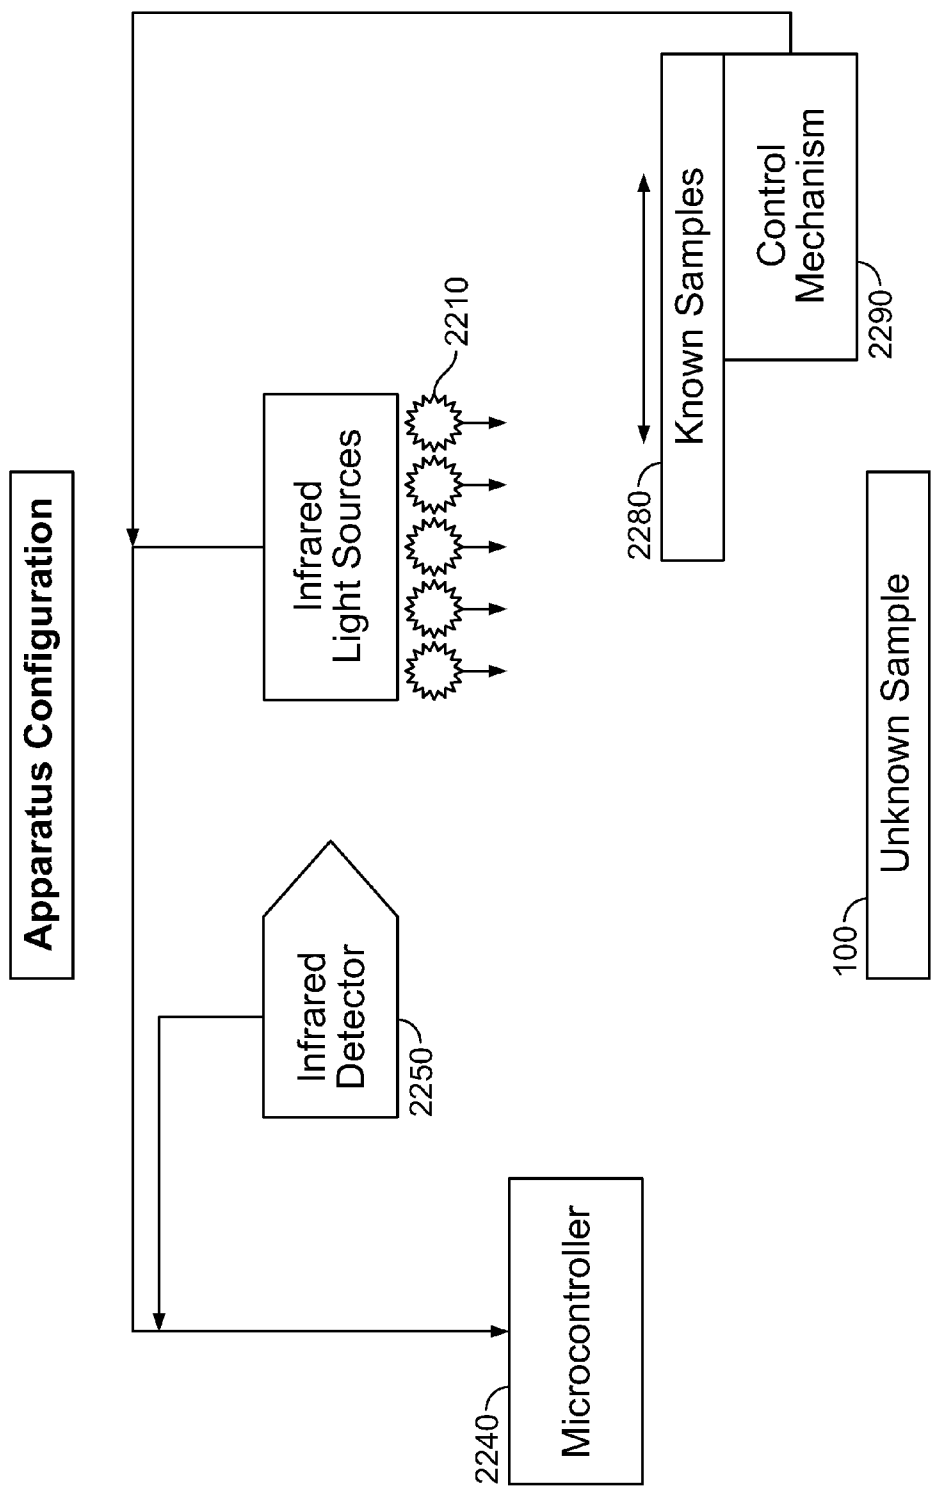 Apparatus Configuration
Infrared
Light Sources
2210
Infrared
Detector
2250
2240
Microcontroller
2280
Known Samples
Control
Mechanism
2290
100
Unknown Sample